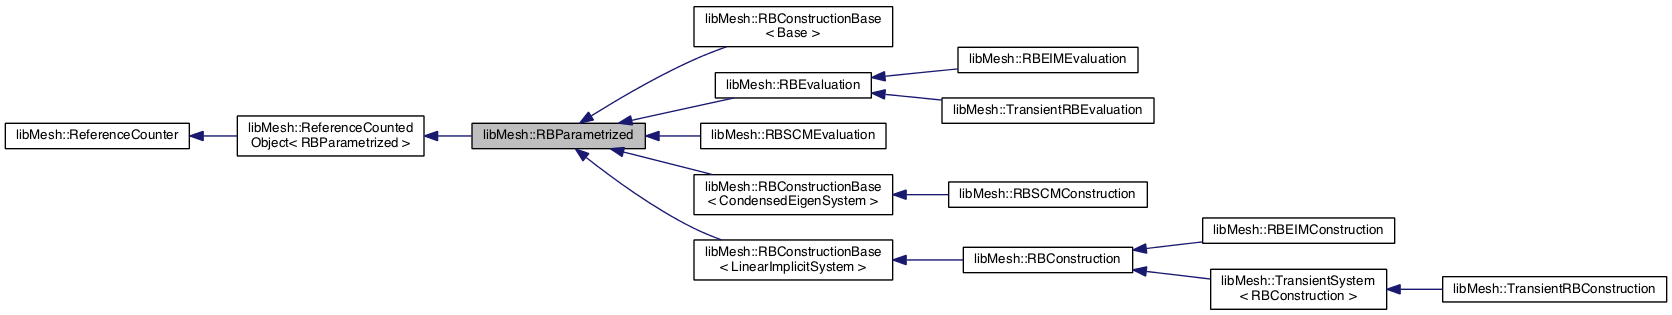 libMesh::RBConstructionBase
< Base >
libMesh::RBEIMEvaluation
libMesh::RBEvaluation
libMesh::TransientRBEvaluation
libMesh::ReferenceCounter
libMesh::ReferenceCounted
Object< RBParametrized >
libMesh::RBParametrized
libMesh::RBSCMEvaluation
libMesh::RBConstructionBase
< CondensedEigenSystem >
libMesh::RBSCMConstruction
libMesh::RBConstructionBase
< LinearImplicitSystem >
libMesh::RBConstruction
libMesh::RBEIMConstruction
libMesh::TransientSystem
< RBConstruction >
libMesh::TransientRBConstruction